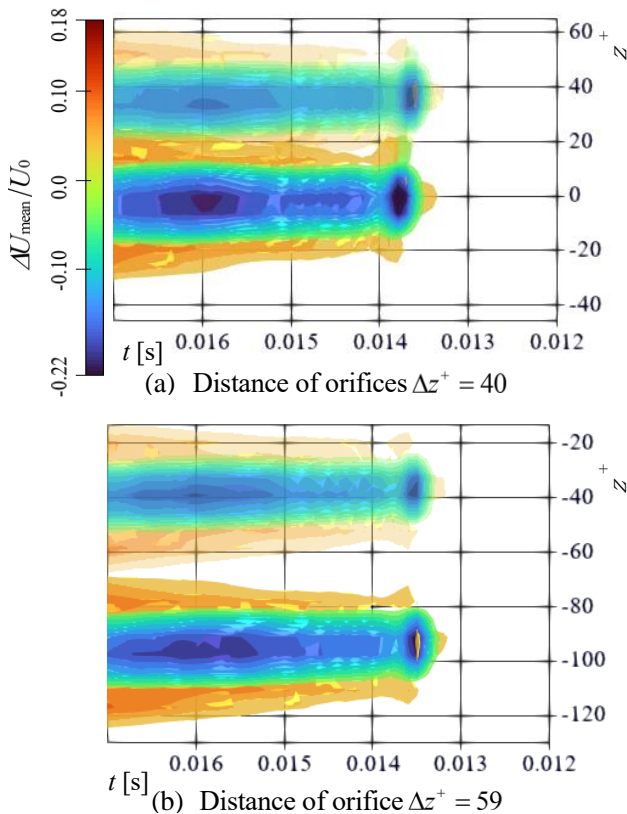 0.18
0.10
0.0
-0.10
-0.22
ΔU_mean/U_0
60
40
20
0
-20
-40
z⁺
t [s]
0.016 0.015 0.014 0.013 0.012
(a) Distance of orifices Δz⁺ = 40
-20
-40
-60
-80
-100
-120
z⁺
0.016 0.015 0.014 0.013 0.012
t [s]
(b) Distance of orifice Δz⁺ = 59